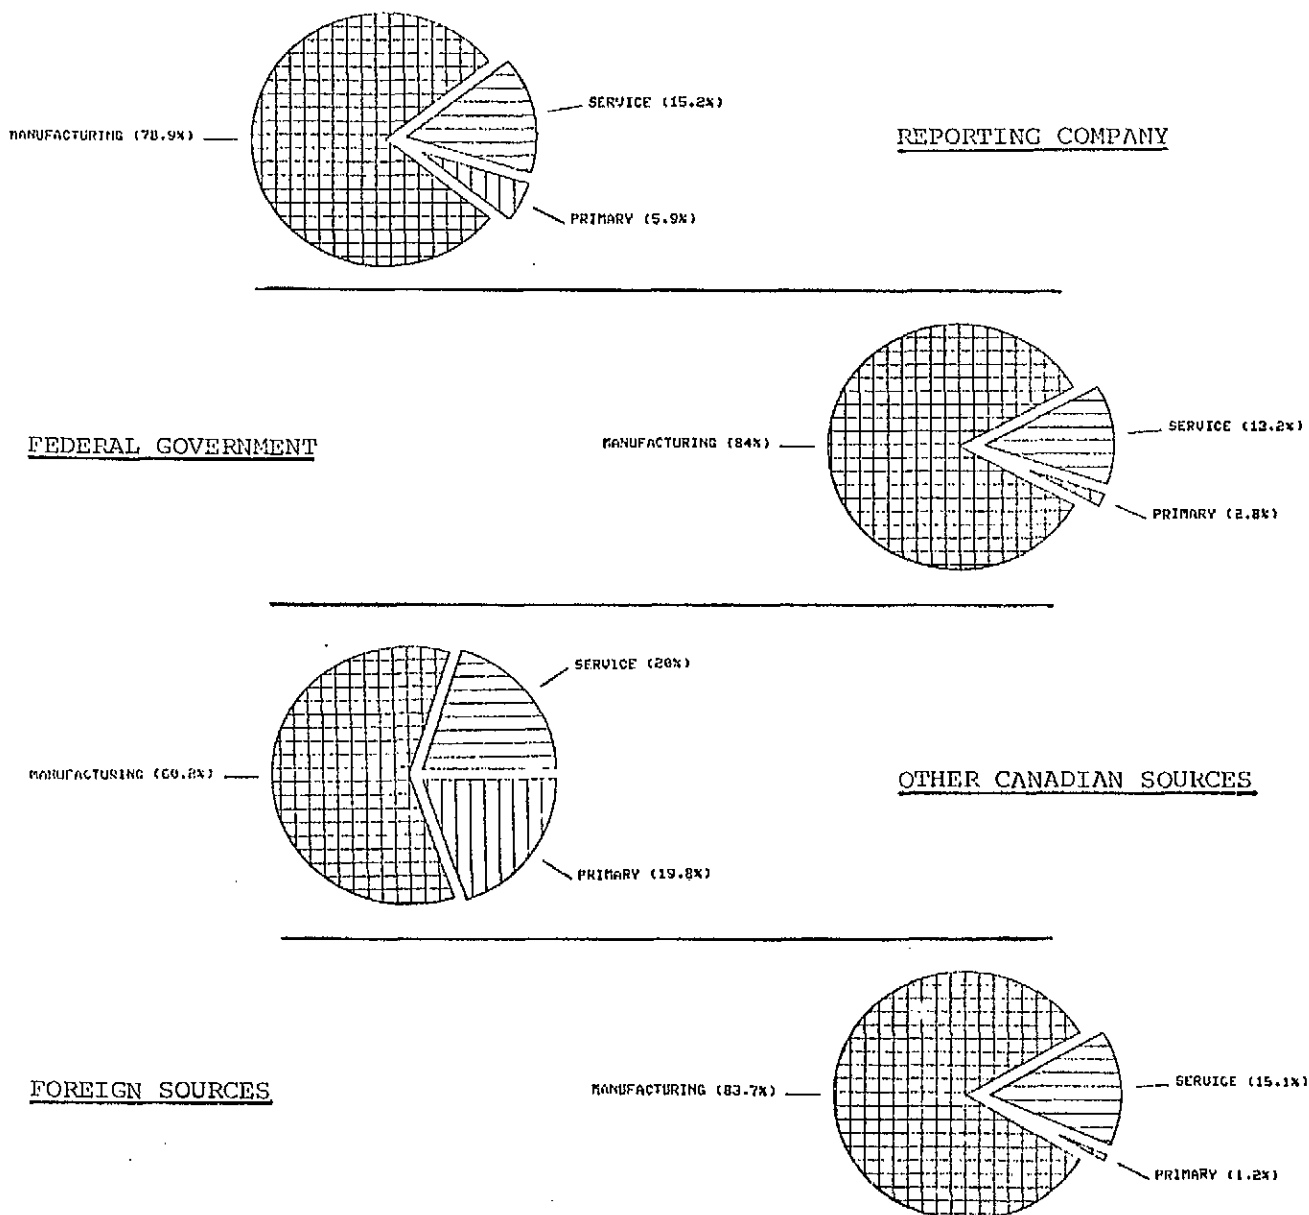 SERVICE (15.2%)
MANUFACTURING (78.9%)
REPORTING COMPANY
PRIMARY (5.9%)
FEDERAL GOVERNMENT
MANUFACTURING (84%)
SERVICE (13.2%)
PRIMARY (2.8%)
SERVICE (20%)
MANUFACTURING (60.2%)
OTHER CANADIAN SOURCES
PRIMARY (19.8%)
FOREIGN SOURCES
MANUFACTURING (83.7%)
SERVICE (15.1%)
PRIMARY (1.2%)